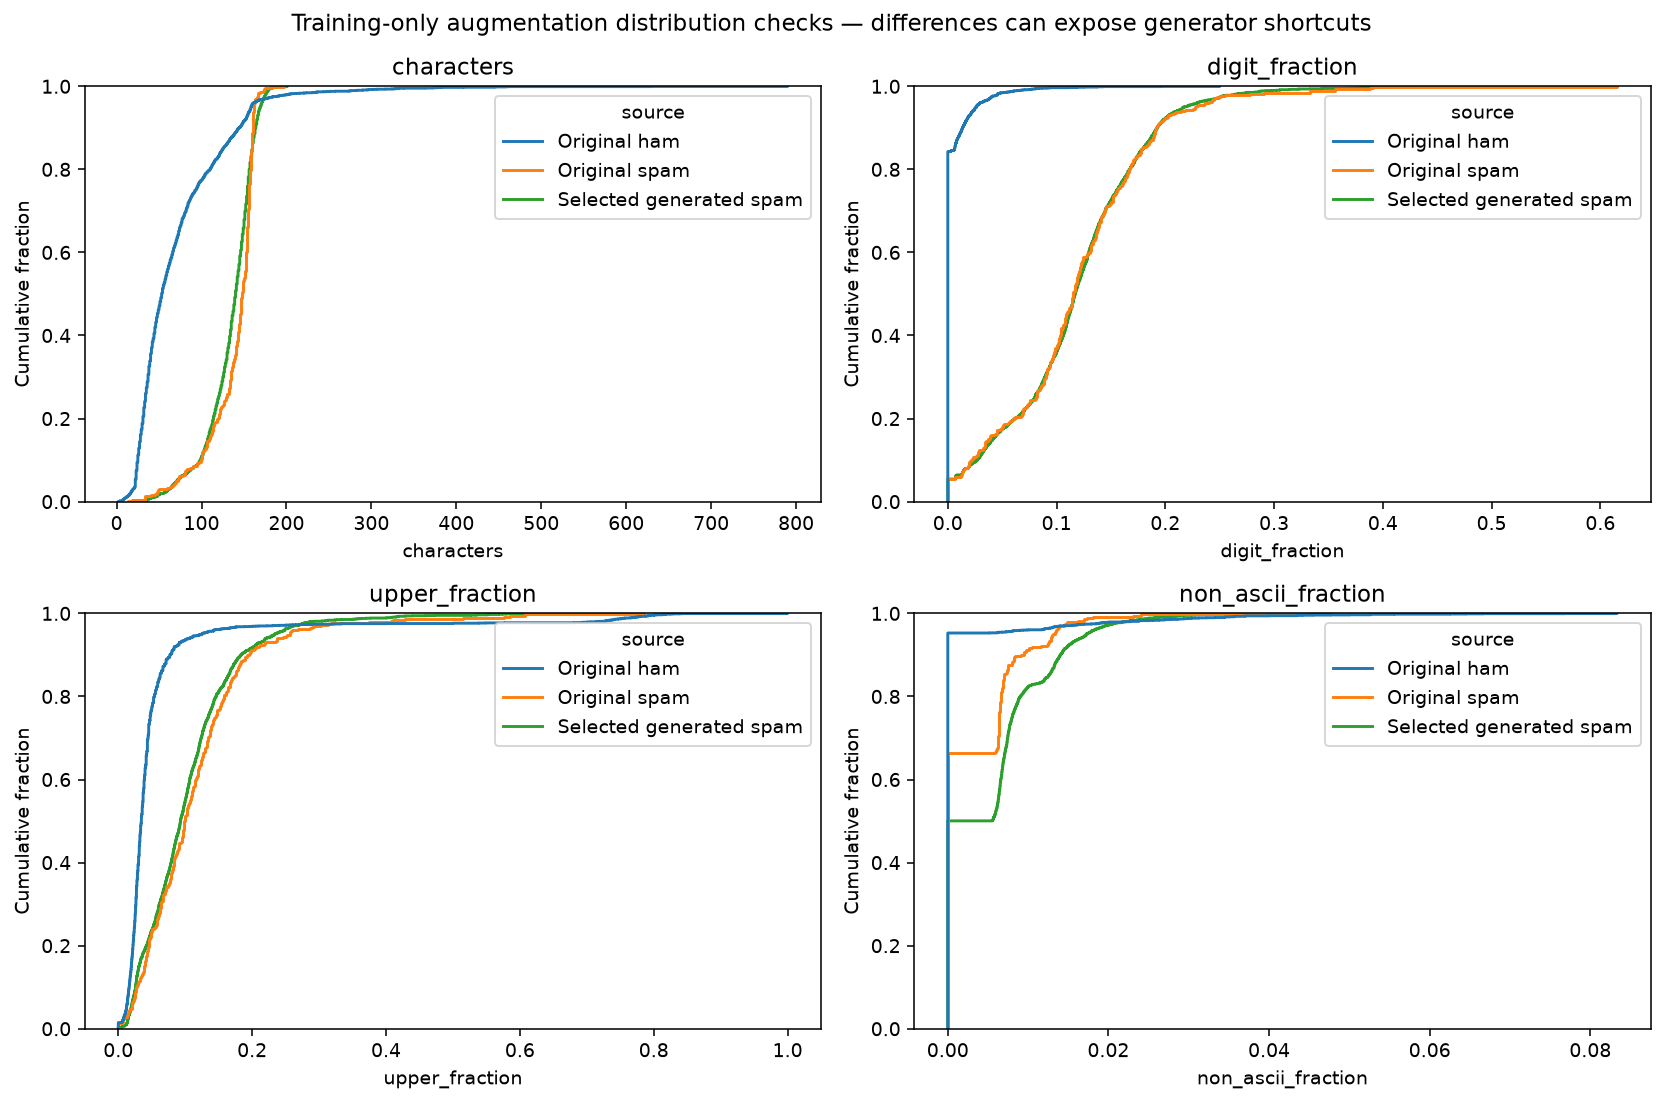 Training-only augmentation distribution checks — differences can expose generator shortcuts
characters
1.0
0.8
0.6
0.4
0.2
0.0
Cumulative fraction
0
100
200
300
400
500
600
700
800
characters
source
Original ham
Original spam
Selected generated spam
digit_fraction
1.0
0.8
0.6
0.4
0.2
0.0
Cumulative fraction
0.0
0.1
0.2
0.3
0.4
0.5
0.6
digit_fraction
source
Original ham
Original spam
Selected generated spam
upper_fraction
1.0
0.8
0.6
0.4
0.2
0.0
Cumulative fraction
0.0
0.2
0.4
0.6
0.8
1.0
upper_fraction
source
Original ham
Original spam
Selected generated spam
non_ascii_fraction
1.0
0.8
0.6
0.4
0.2
0.0
Cumulative fraction
0.00
0.02
0.04
0.06
0.08
non_ascii_fraction
source
Original ham
Original spam
Selected generated spam